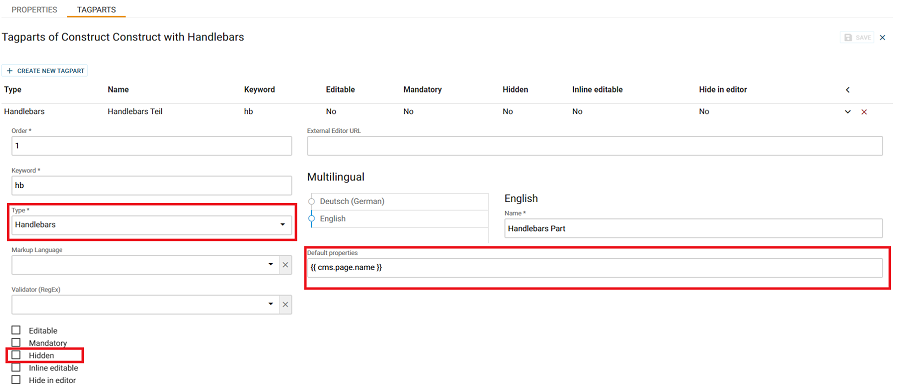 PROPERTIES TAGPARTS
Tagparts of Construct Construct with Handlebars
SAVE
CREATE NEW TAGPART
Type Name Keyword Editable Mandatory Hidden Inline editable Hide in editor
Handlebars Handlebars Teil hb No No No No No
Order *
1
External Editor URL
Keyword *
hb
Multilingual
Deutsch (German)
English
English
Name *
Handlebars Part
Type *
Handlebars
Default properties
{{ cms.page.name }}
Markup Language
Validator (RegEx)
Editable
Mandatory
Hidden
Inline editable
Hide in editor